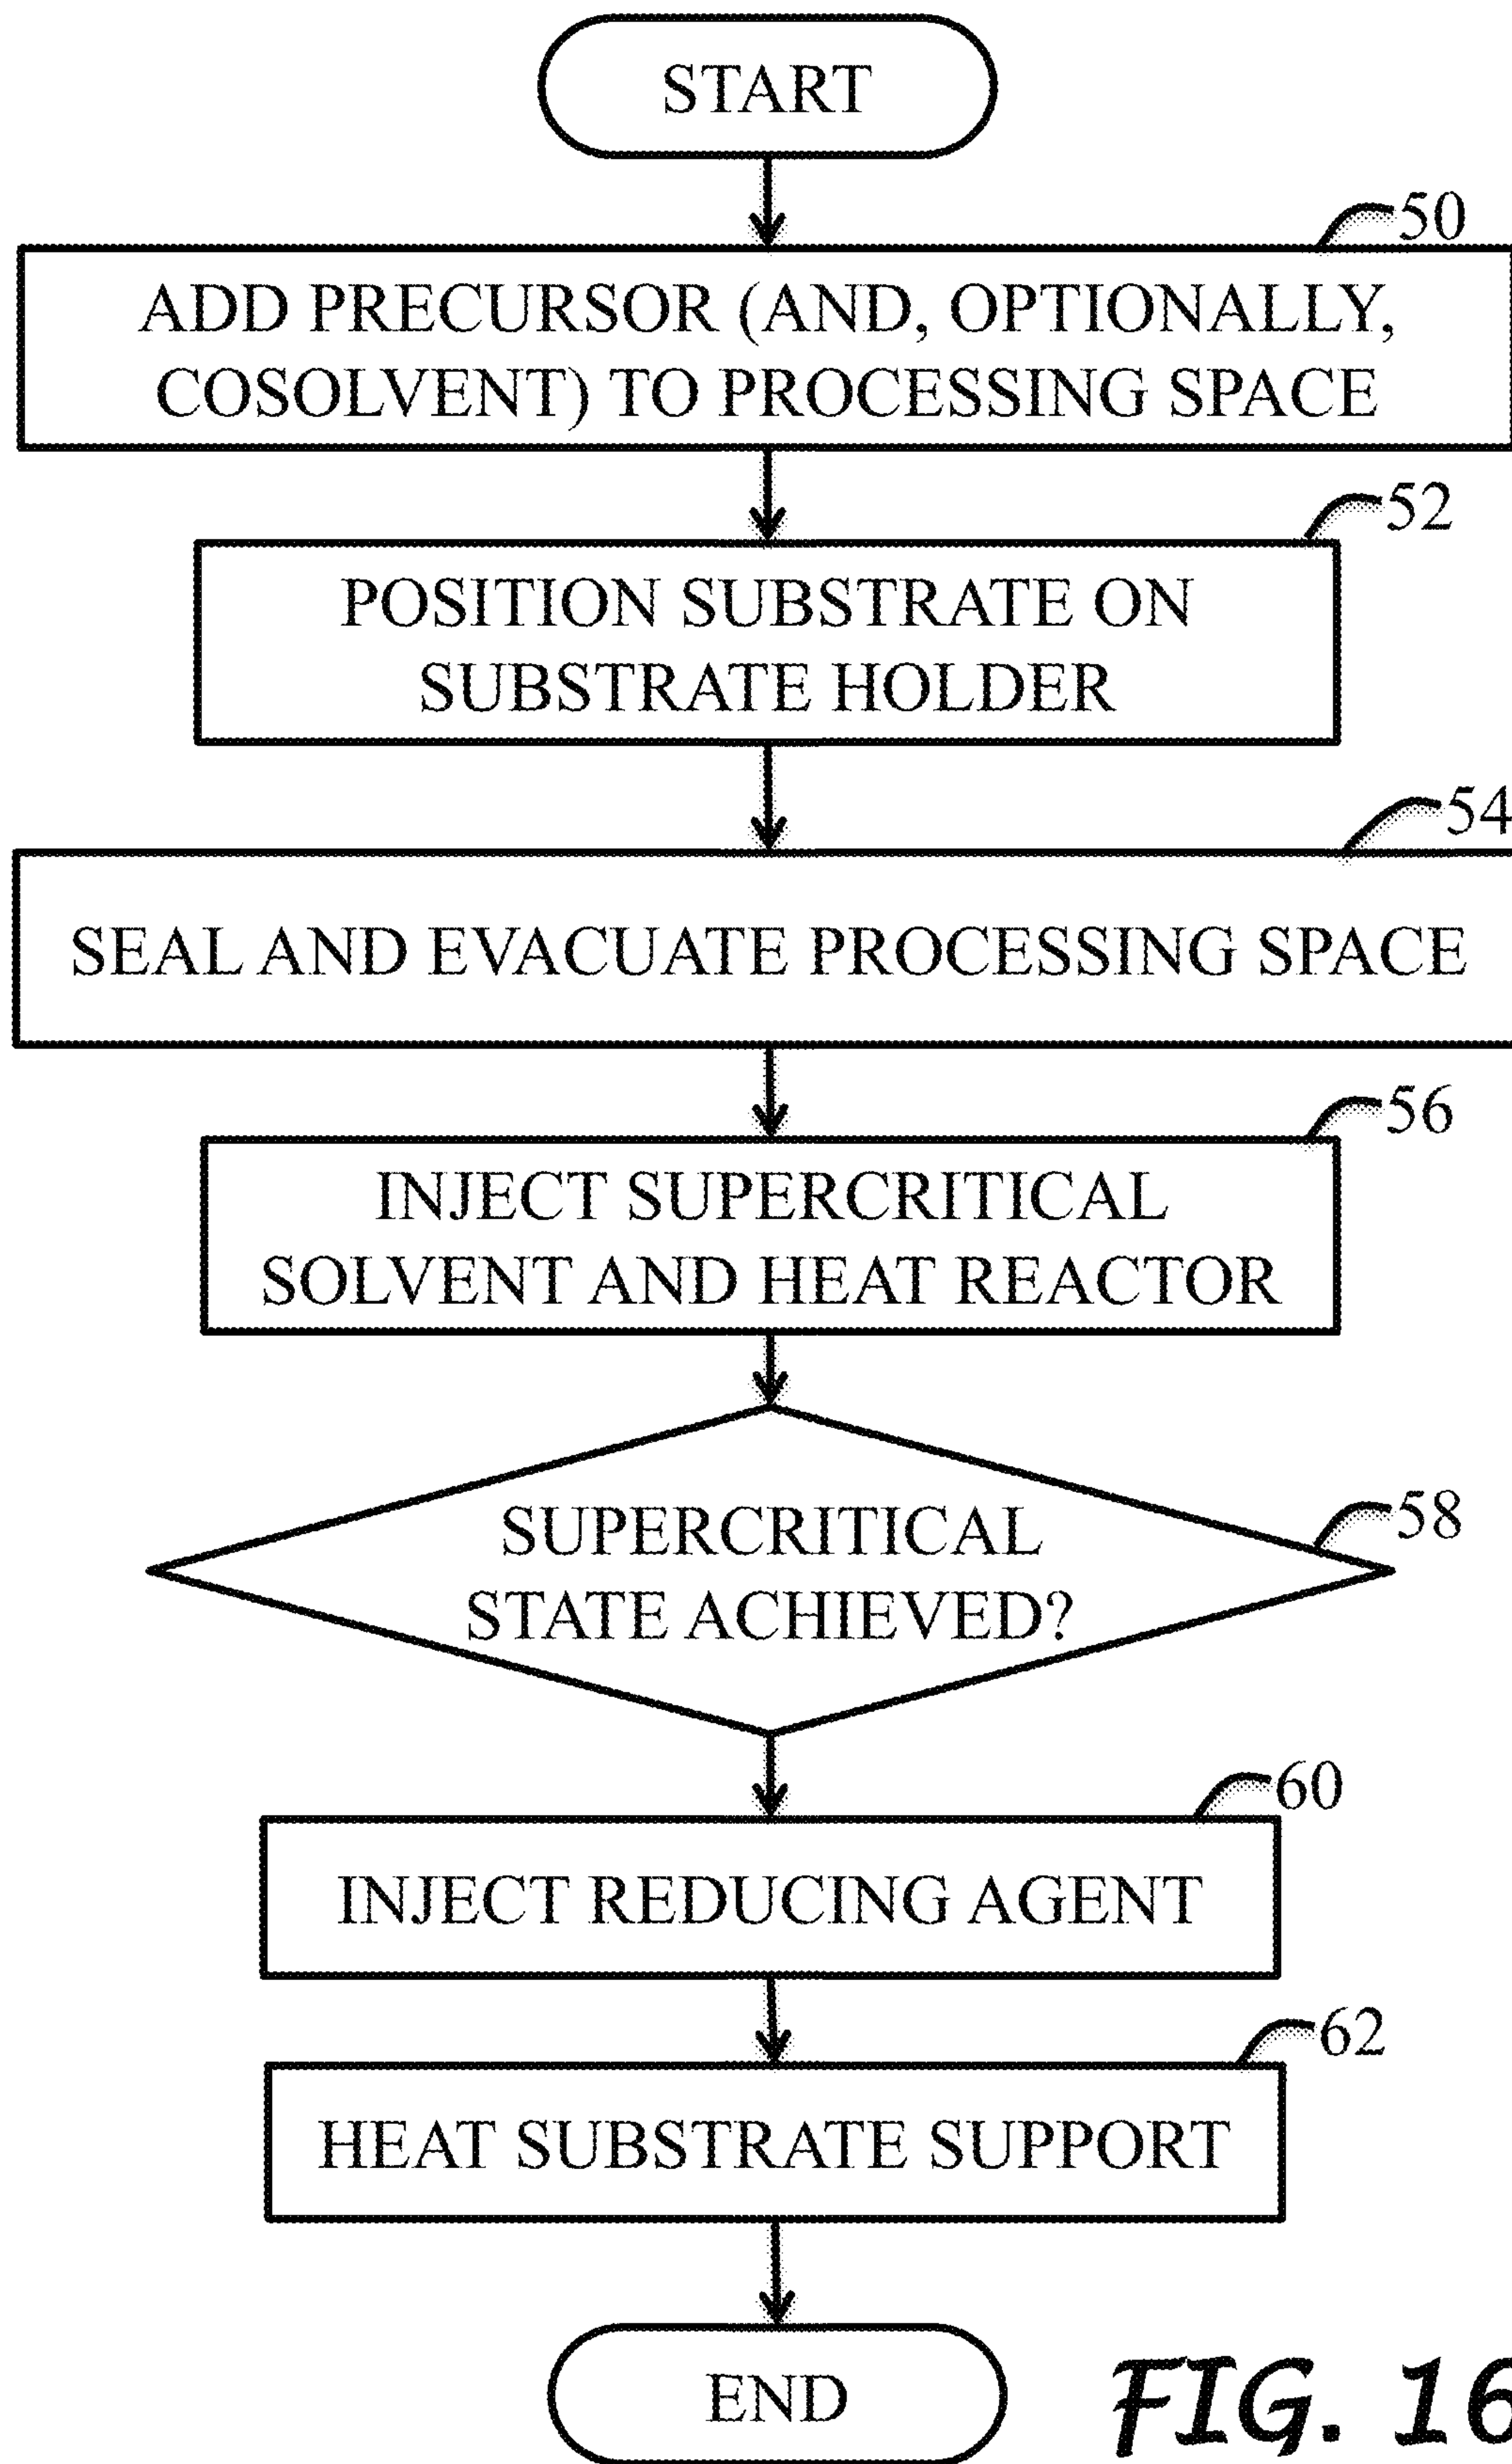 START
50
ADD PRECURSOR (AND, OPTIONALLY,
COSOLVENT) TO PROCESSING SPACE
52
POSITION SUBSTRATE ON
SUBSTRATE HOLDER
54
SEAL AND EVACUATE PROCESSING SPACE
56
INJECT SUPERCRITICAL
SOLVENT AND HEAT REACTOR
58
SUPERCRITICAL
STATE ACHIEVED?
60
INJECT REDUCING AGENT
62
HEAT SUBSTRATE SUPPORT
END
FIG. 16